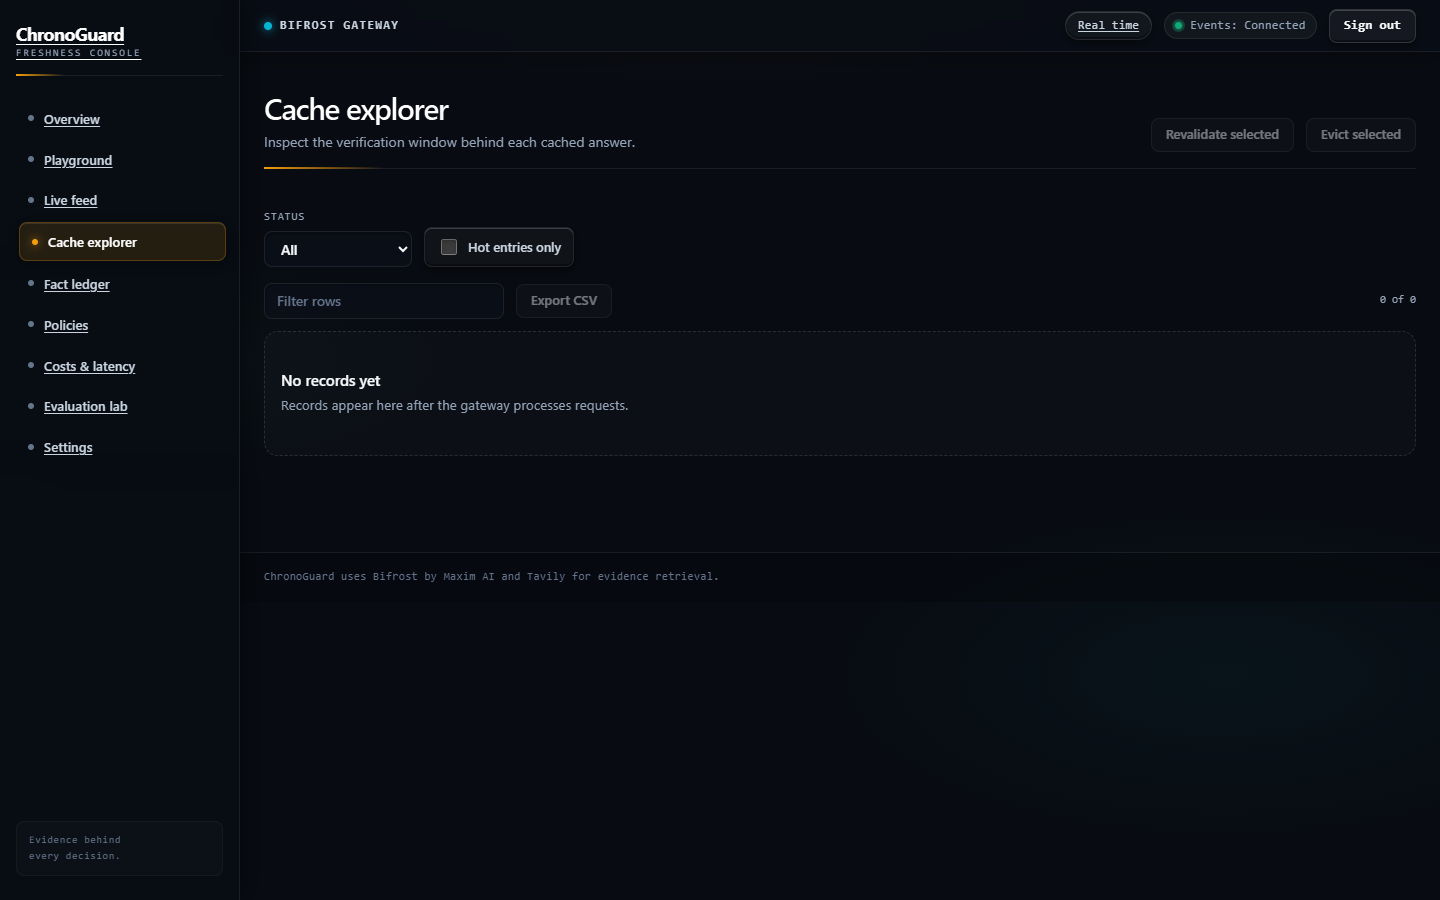 ChronoGuard
FRESHNESS CONSOLE
Overview
Playground
Live feed
Cache explorer
Fact ledger
Policies
Costs & latency
Evaluation lab
Settings
Evidence behind
every decision.
BIFROST GATEWAY
Real time
Events: Connected
Sign out
Cache explorer
Inspect the verification window behind each cached answer.
Revalidate selected
Evict selected
STATUS
All
Hot entries only
Filter rows
Export CSV
0 of 0
No records yet
Records appear here after the gateway processes requests.
ChronoGuard uses Bifrost by Maxim AI and Tavily for evidence retrieval.